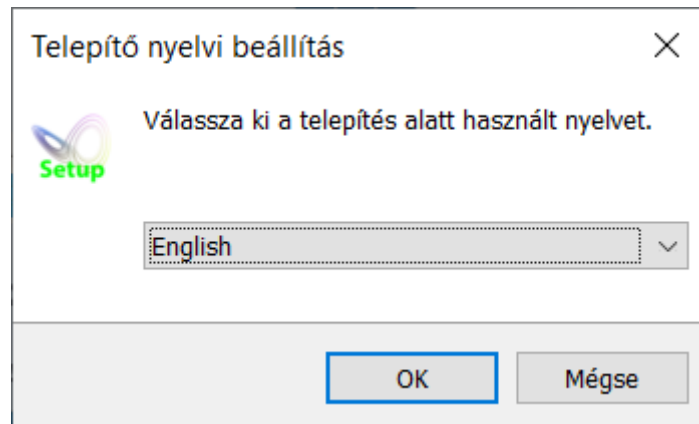 Telepítő nyelvi beállítás
Válassza ki a telepítés alatt használt nyelvet.
Setup
English
OK
Mégse